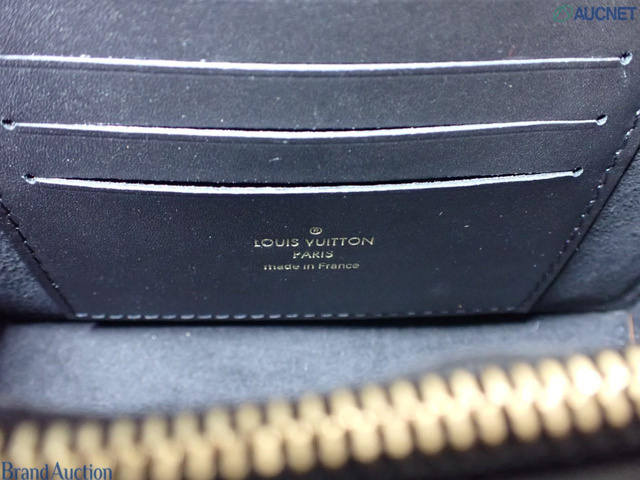 AUCNET
®
LOUIS VUITTON
PARIS
made in France
Brand Auction